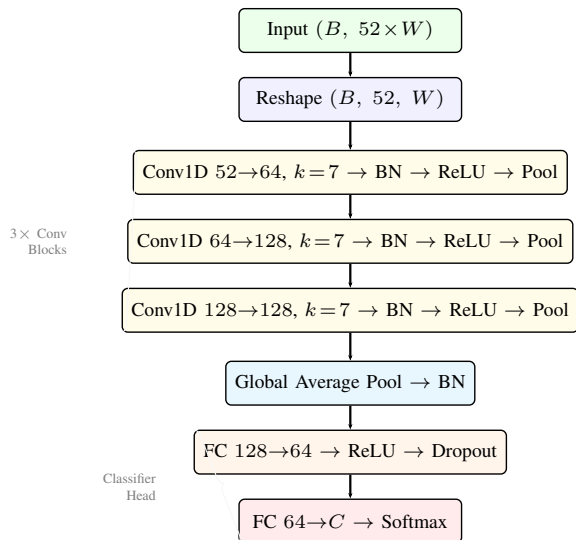 Input (B, 52×W)
Reshape (B, 52, W)
Conv1D 52→64, k=7 → BN → ReLU → Pool
3× Conv
Blocks
Conv1D 64→128, k=7 → BN → ReLU → Pool
Conv1D 128→128, k=7 → BN → ReLU → Pool
Global Average Pool → BN
FC 128→64 → ReLU → Dropout
Classifier
Head
FC 64→C → Softmax